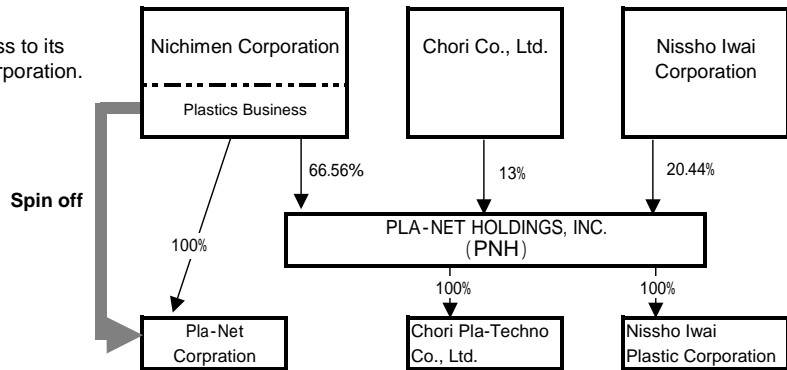 ss to its
rporation.
Nichimen Corporation
Plastics Business
Chori Co., Ltd.
Nissho Iwai
Corporation
Spin off
66.56%
13%
20.44%
100%
PLA-NET HOLDINGS, INC.
(PNH)
100%
100%
Pla-Net
Corpration
Chori Pla-Techno
Co., Ltd.
Nissho Iwai
Plastic Corporation